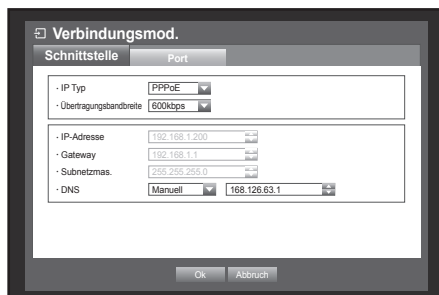 Verbindungsmod.
Schnittstelle Port
· IP Typ PPPoE
· Übertragungsbandbreite 600kbps
· IP-Adresse 192.168.1.200
· Gateway 192.168.1.1
· Subnetzmas. 255.255.255.0
· DNS Manuell 168.126.63.1
Ok Abbruch